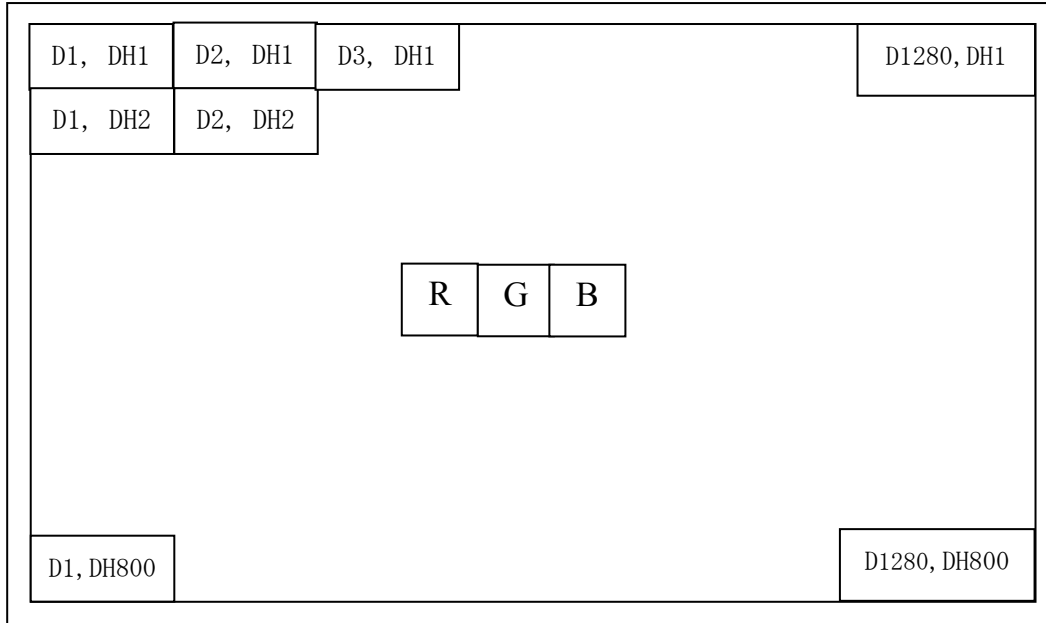 D1, DH1 D2, DH1 D3, DH1 D1280,DH1
D1, DH2 D2, DH2
R G B
D1,DH800 D1280,DH800